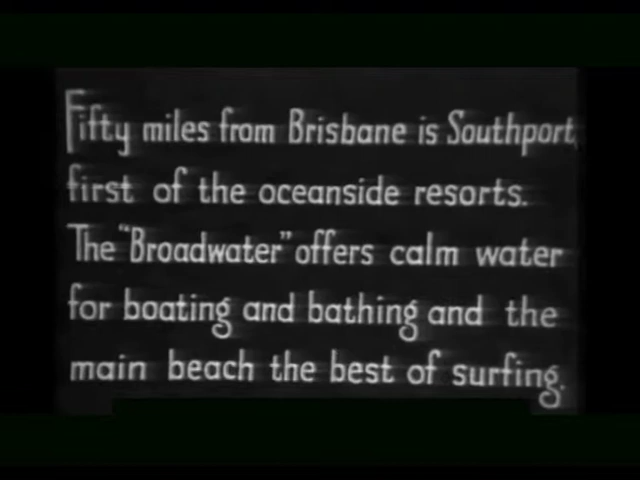 Fifty miles from Brisbane is Southport,
first of the oceanside resorts.
The "Broadwater" offers calm water
for boating and bathing and the
main beach the best of surfing.